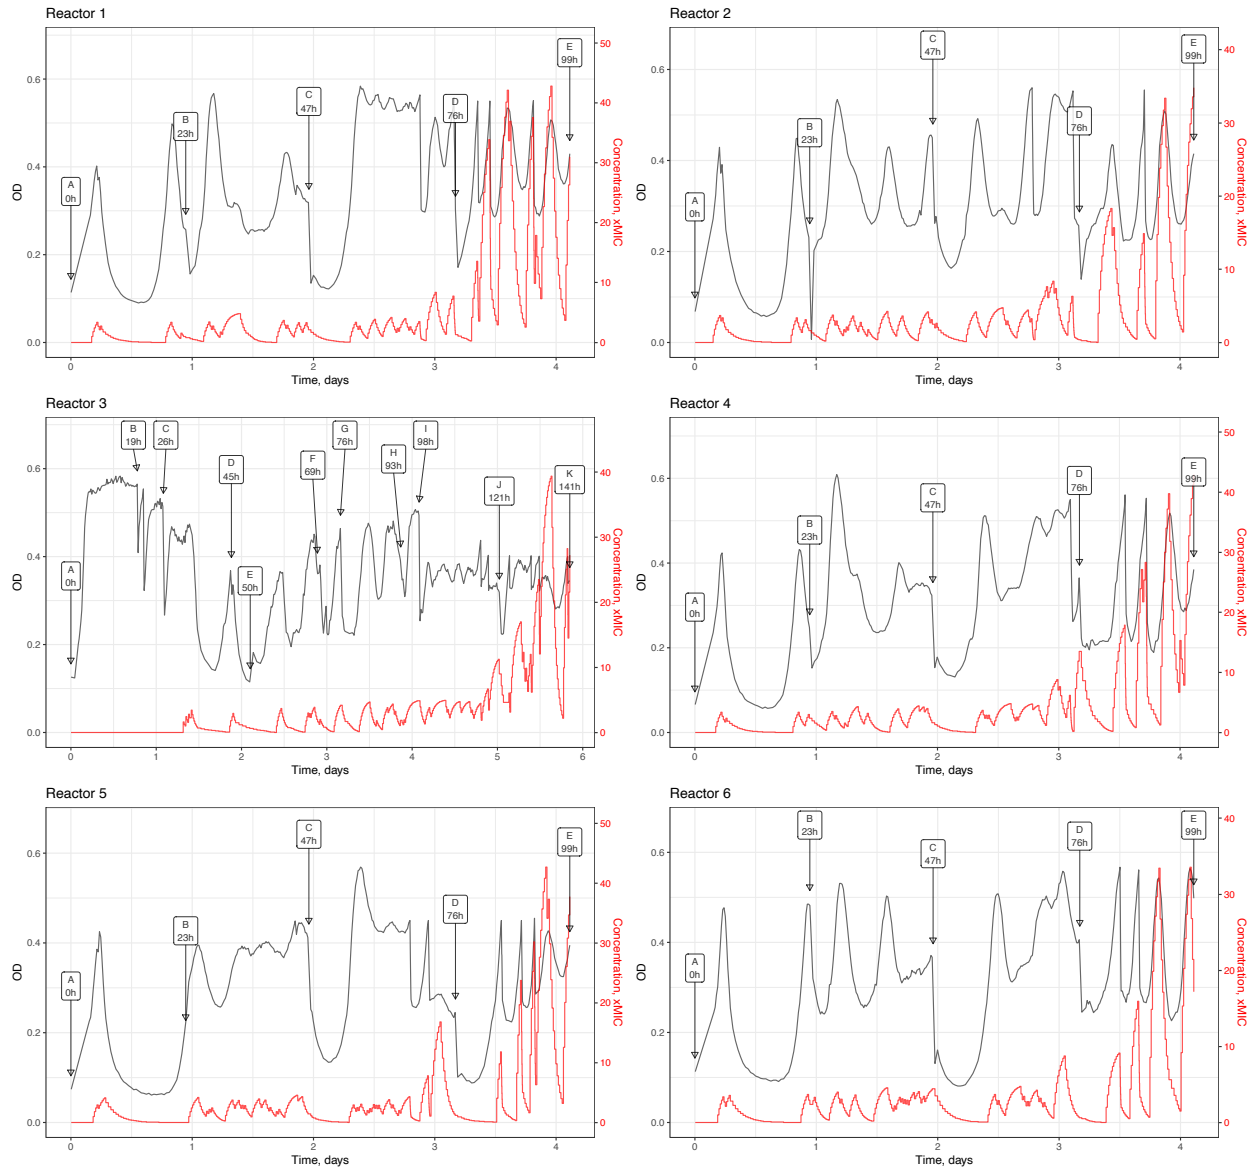 Reactor 1
OD
0.6
0.4
0.2
0.0
A
0h
B
23h
C
47h
D
76h
E
99h
50
40
30
20
10
0
Concentration, xMIC
0 1 2 3 4
Time, days
Reactor 2
OD
0.6
0.4
0.2
0.0
A
0h
B
23h
C
47h
D
76h
E
99h
40
30
20
10
0
Concentration, xMIC
0 1 2 3 4
Time, days
Reactor 3
OD
0.6
0.4
0.2
0.0
A
0h
B
19h
C
26h
D
45h
E
50h
F
69h
G
76h
H
93h
I
98h
J
121h
K
141h
40
30
20
10
0
Concentration, xMIC
0 1 2 3 4 5 6
Time, days
Reactor 4
OD
0.6
0.4
0.2
0.0
A
0h
B
23h
C
47h
D
76h
E
99h
50
40
30
20
10
0
Concentration, xMIC
0 1 2 3 4
Time, days
Reactor 5
OD
0.6
0.4
0.2
0.0
A
0h
B
23h
C
47h
D
76h
E
99h
50
40
30
20
10
0
Concentration, xMIC
0 1 2 3 4
Time, days
Reactor 6
OD
0.6
0.4
0.2
0.0
A
0h
B
23h
C
47h
D
76h
E
99h
40
30
20
10
0
Concentration, xMIC
0 1 2 3 4
Time, days